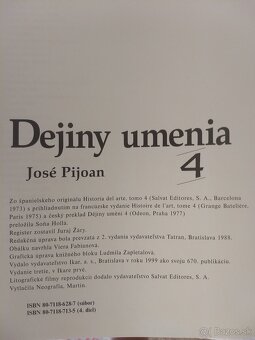 Dejiny umenia
José Pijoan
4
Zo španielskeho originálu Historia del arte, tomo 4 (Salvat Editores, S. A., Barcelona
1973) s prihliadnutím na francúzske vydanie Histoire de l'art, tome 4 (Grange Batelière,
Paris 1975) a český preklad Dějiny umění 4 (Odeon, Praha 1977)
preložila Soňa Hollá.
Register zostavil Juraj Žáry.
Redakčná úprava bola prevzatá z 2. vydania vydavateľstva Tatran, Bratislava 1988.
Obálku navrhla Viera Fabianová.
Grafická úprava knižného bloku Ľudmila Zapletalová.
Vydalo vydavateľstvo Ikar, a. s., Bratislava v roku 1999 ako svoju 670. publikáciu.
Vydanie tretie, v Ikare prvé.
Litografické filmy reprodukcií dodalo vydavateľstvo Salvat Editores, S. A.
Vytlačila Neografia, Martin
ISBN 80-7118-628-7 (súbor)
ISBN 80-7118-713-5 (4. diel)
bazos.sk